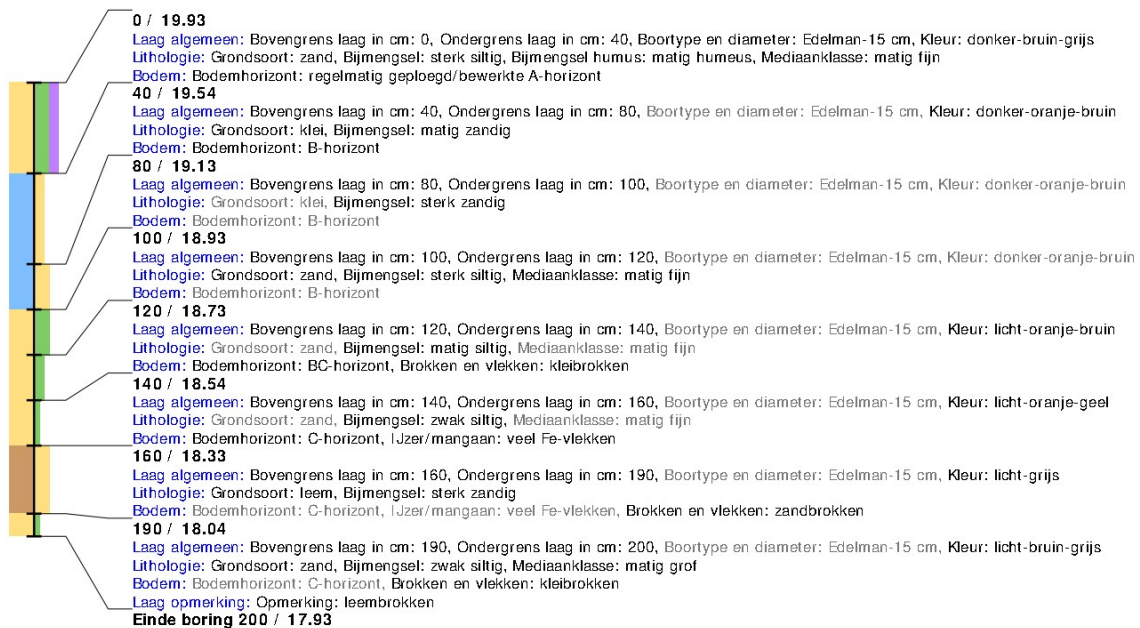 0 / 19.93
Laag algemeen: Bovengrens laag in cm: 0, Ondergrens laag in cm: 40, Boortype en diameter: Edelman-15 cm, Kleur: donker-bruin-grijs
Lithologie: Grondsoort: zand, Bijmengsel: sterk siltig, Bijmengsel humus: matig humeus, Mediaanklasse: matig fijn
Bodem: Bodemhorizont: regelmatig geploegd/bewerkte A-horizont
40 / 19.54
Laag algemeen: Bovengrens laag in cm: 40, Ondergrens laag in cm: 80, Boortype en diameter: Edelman-15 cm, Kleur: donker-oranje-bruin
Lithologie: Grondsoort: klei, Bijmengsel: matig zandig
Bodem: Bodemhorizont: B-horizont
80 / 19.13
Laag algemeen: Bovengrens laag in cm: 80, Ondergrens laag in cm: 100, Boortype en diameter: Edelman-15 cm, Kleur: donker-oranje-bruin
Lithologie: Grondsoort: klei, Bijmengsel: sterk zandig
Bodem: Bodemhorizont: B-horizont
100 / 18.93
Laag algemeen: Bovengrens laag in cm: 100, Ondergrens laag in cm: 120, Boortype en diameter: Edelman-15 cm, Kleur: donker-oranje-bruin
Lithologie: Grondsoort: zand, Bijmengsel: sterk siltig, Mediaanklasse: matig fijn
Bodem: Bodemhorizont: B-horizont
120 / 18.73
Laag algemeen: Bovengrens laag in cm: 120, Ondergrens laag in cm: 140, Boortype en diameter: Edelman-15 cm, Kleur: licht-oranje-bruin
Lithologie: Grondsoort: zand, Bijmengsel: matig siltig, Mediaanklasse: matig fijn
Bodem: Bodemhorizont: BC-horizont, Brokken en vlekken: kleibrokken
140 / 18.54
Laag algemeen: Bovengrens laag in cm: 140, Ondergrens laag in cm: 160, Boortype en diameter: Edelman-15 cm, Kleur: licht-oranje-geel
Lithologie: Grondsoort: zand, Bijmengsel: zwak siltig, Mediaanklasse: matig fijn
Bodem: Bodemhorizont: C-horizont, IJzer/mangaan: veel Fe-vlekken
160 / 18.33
Laag algemeen: Bovengrens laag in cm: 160, Ondergrens laag in cm: 190, Boortype en diameter: Edelman-15 cm, Kleur: licht-grijs
Lithologie: Grondsoort: leem, Bijmengsel: sterk zandig
Bodem: Bodemhorizont: C-horizont, IJzer/mangaan: veel Fe-vlekken, Brokken en vlekken: zandbrokken
190 / 18.04
Laag algemeen: Bovengrens laag in cm: 190, Ondergrens laag in cm: 200, Boortype en diameter: Edelman-15 cm, Kleur: licht-bruin-grijs
Lithologie: Grondsoort: zand, Bijmengsel: zwak siltig, Mediaanklasse: matig grof
Bodem: Bodemhorizont: C-horizont, Brokken en vlekken: kleibrokken
Laag opmerking: Opmerking: leembrokken
Einde boring 200 / 17.93